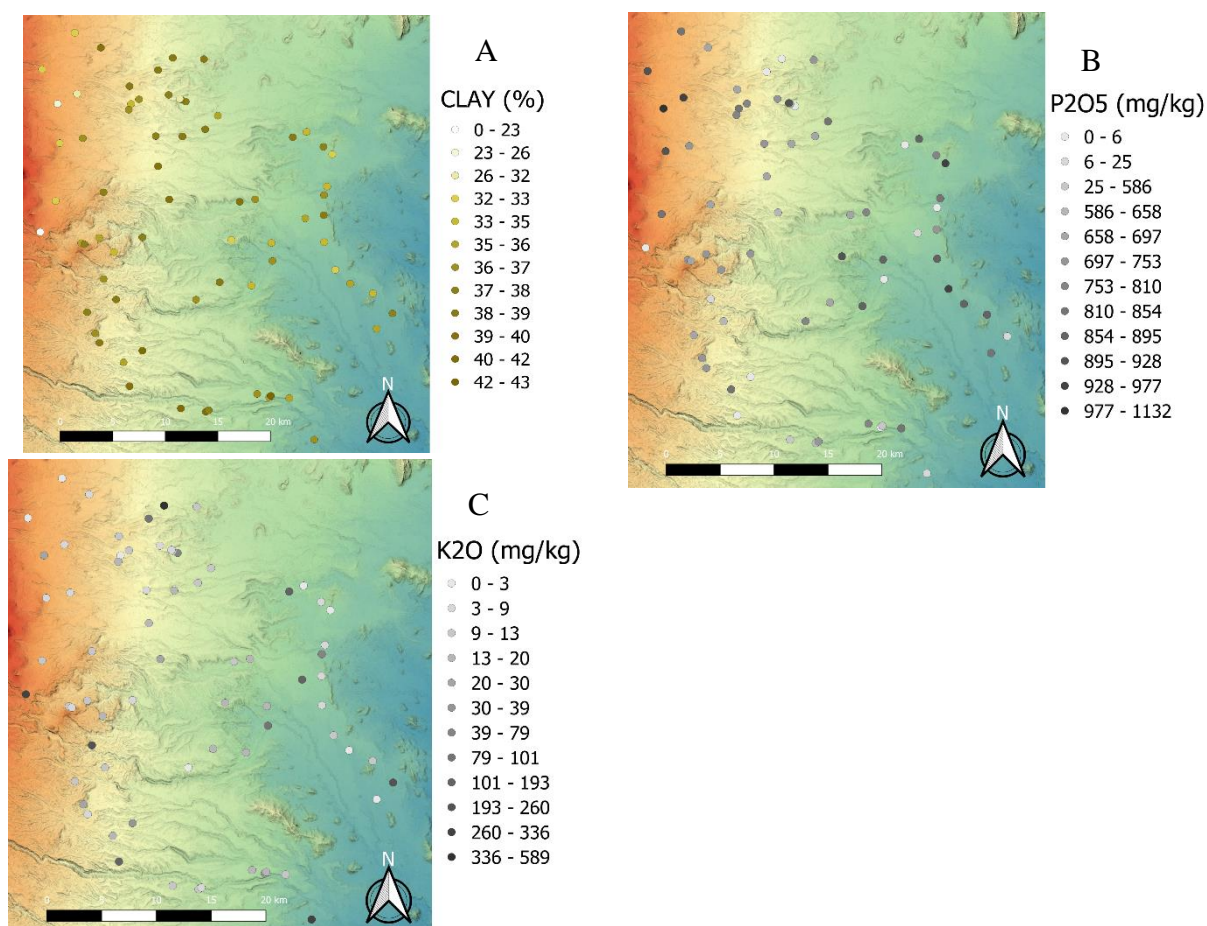 A
CLAY (%)
0 - 23
23 - 26
26 - 32
32 - 33
33 - 35
35 - 36
36 - 37
37 - 38
38 - 39
39 - 40
40 - 42
42 - 43
N
0 5 10 15 20 km
B
P2O5 (mg/kg)
0 - 6
6 - 25
25 - 586
586 - 658
658 - 697
697 - 753
753 - 810
810 - 854
854 - 895
895 - 928
928 - 977
977 - 1132
N
0 5 10 15 20 km
C
K2O (mg/kg)
0 - 3
3 - 9
9 - 13
13 - 20
20 - 30
30 - 39
39 - 79
79 - 101
101 - 193
193 - 260
260 - 336
336 - 589
N
0 5 10 15 20 km